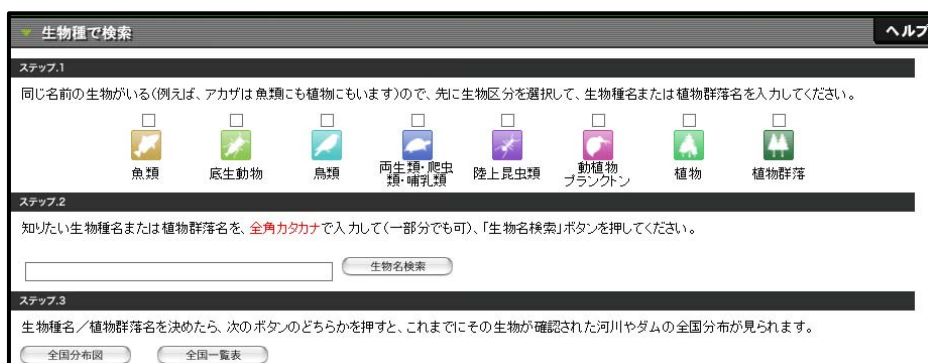 生物種で検索
ヘルプ
ステップ.1
同じ名前の生物がいる(例えば、アカザは魚類にも植物にもいます)ので、先に生物区分を選択して、生物種名または植物群落名を入力してください。
魚類
底生動物
鳥類
両生類・爬虫
類・哺乳類
陸上昆虫類
動植物
プランクトン
植物
植物群落
ステップ.2
知りたい生物種名または植物群落名を、全角カタカナで入力して(一部分でも可)、「生物名検索」ボタンを押してください。
生物名検索
ステップ.3
生物種名／植物群落名を決めたら、次のボタンのどちらかを押すと、これまでにその生物が確認された河川やダムの全国分布が見られます。
全国分布図
全国一覧表